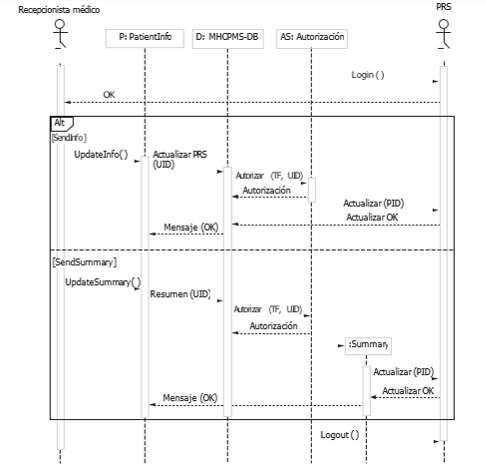 Recepcionista médico
PRS
P: PatientInfo
D: MHCPMS-DB
AS: Autorización
Login ( )
OK
Alt
[SendInfo]
UpdateInfo( )
Actualizar PRS
(UID)
Autorizar (TF, UID)
Autorización
Actualizar (PID)
Actualizar OK
Mensaje (OK)
[SendSummary]
UpdateSummary( )
Resumen (UID)
Autorizar (TF, UID)
Autorización
:Summary
Actualizar (PID)
Actualizar OK
Mensaje (OK)
Logout ( )